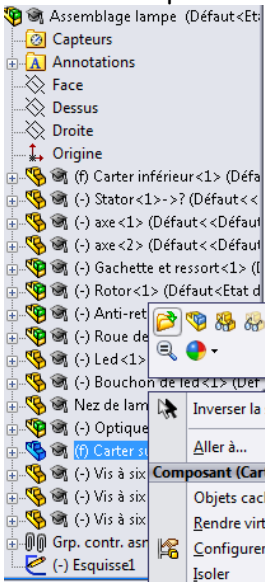 Assemblage lampe (Défaut<Et
Capteurs
Annotations
Face
Dessus
Droite
Origine
(f) Carter inférieur<1> (Défa
(-) Stator<1>->? (Défaut<<
(-) axe<1> (Défaut<<Défaut
(-) axe<2> (Défaut<<Défaut
(-) Gachette et ressort<1> (
(-) Rotor<1> (Défaut<Etat d
(-) Anti-ret
(-) Roue de
(-) Led<1>
(-) Bouchon de led<1> (Def
Nez de lam
Inverser la
(-) Optique
(f) Carter su
Aller à...
(-) Vis à six
Composant (Car
(-) Vis à six
Objets cach
(-) Vis à six
Rendre virt
Grp. contr. asm
Configurer
(-) Esquisse1
Isoler